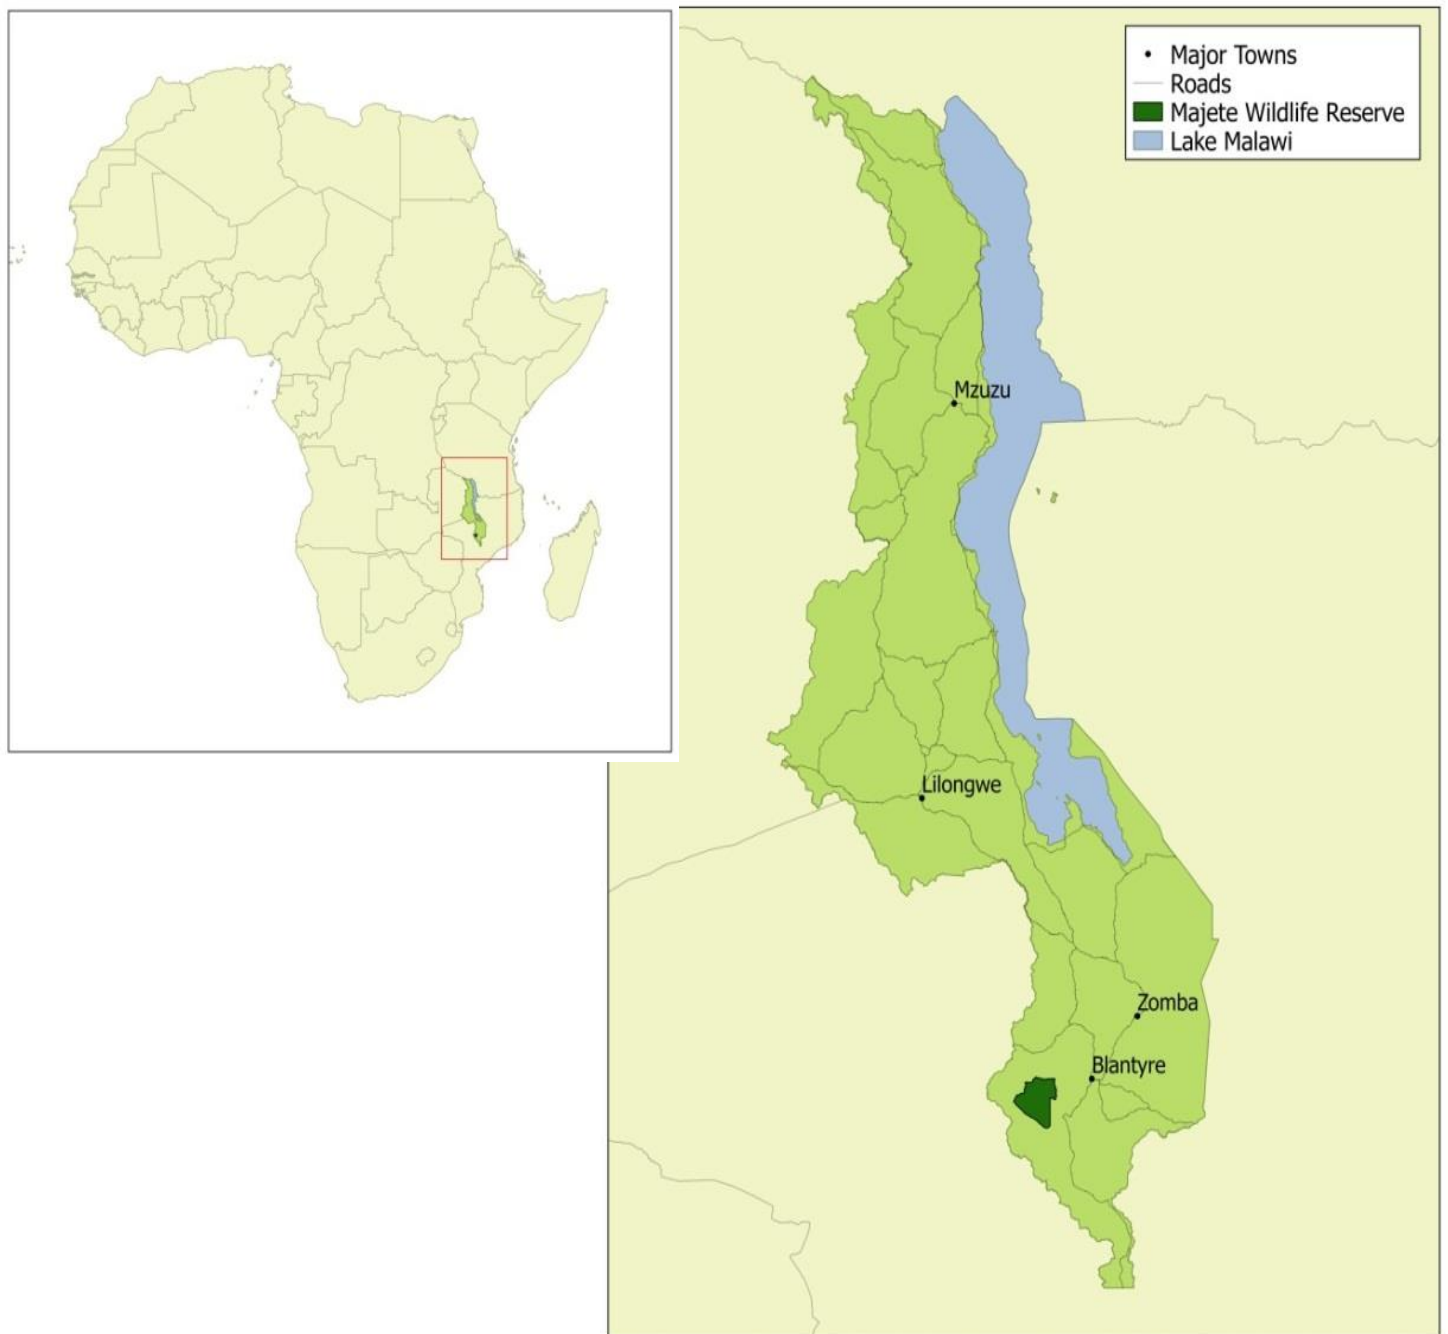 Major Towns
Roads
Majete Wildlife Reserve
Lake Malawi
Mzuzu
Lilongwe
Zomba
Blantyre